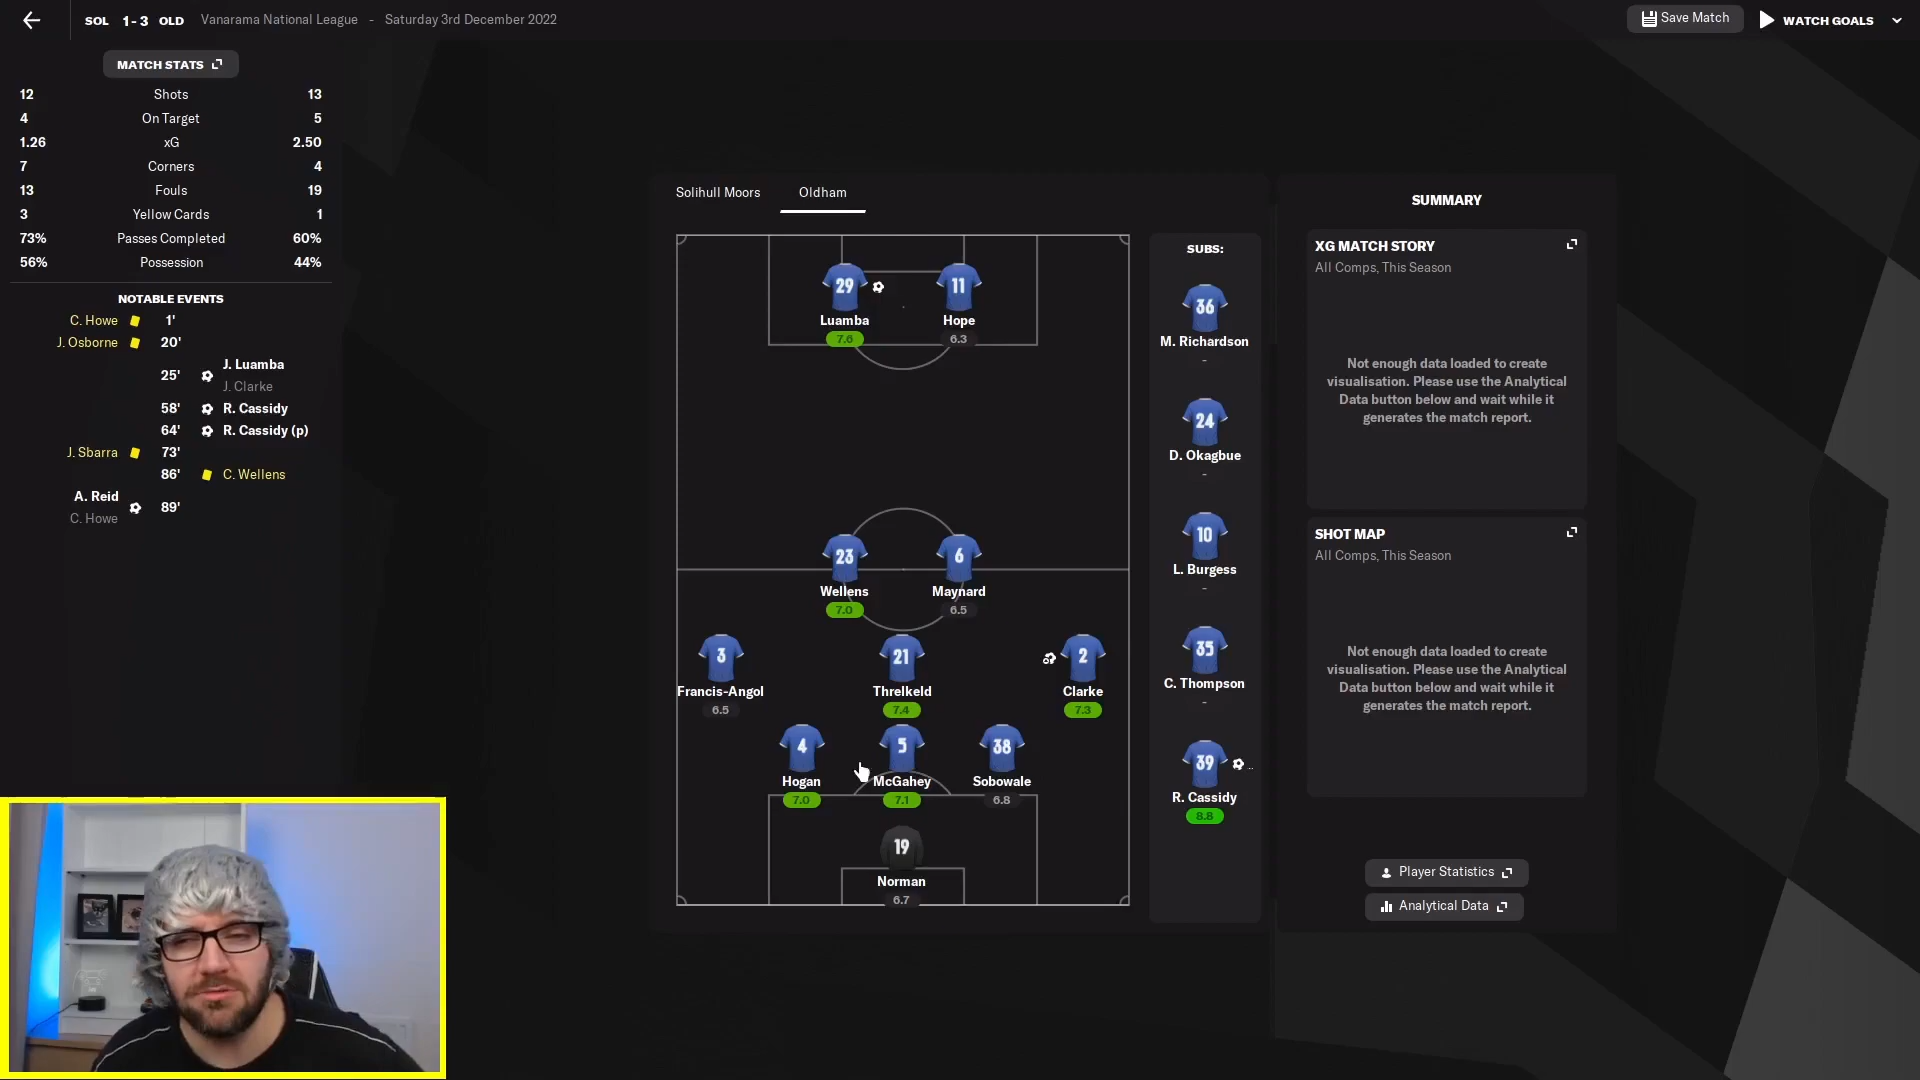 SOL 1 - 3 OLD Vanarama National League - Saturday 3rd December 2022
Save Match
WATCH GOALS
MATCH STATS
12 Shots 13
4 On Target 5
1.26 xG 2.50
7 Corners 4
13 Fouls 19
3 Yellow Cards 1
73% Passes Completed 60%
56% Possession 44%
NOTABLE EVENTS
C. Howe 1'
J. Osborne 20'
25' J. Luamba
J. Clarke
58' R. Cassidy
64' R. Cassidy (p)
J. Sbarra 73'
86' C. Wellens
A. Reid
C. Howe 89'
Solihull Moors Oldham
29 11
Luamba Hope
7.6 6.3
23 6
Wellens Maynard
7.0 6.5
3 21 2
Francis-Angol Threlkeld Clarke
6.5 7.4 7.3
4 5 38
Hogan McGahey Sobowale
7.0 7.1 6.8
19
Norman
6.7
SUBS:
36
M. Richardson
-
24
D. Okagbue
-
10
L. Burgess
-
35
C. Thompson
-
39 ..
R. Cassidy
8.8
SUMMARY
XG MATCH STORY
All Comps, This Season
Not enough data loaded to create
visualisation. Please use the Analytical
Data button below and wait while it
generates the match report.
SHOT MAP
All Comps, This Season
Not enough data loaded to create
visualisation. Please use the Analytical
Data button below and wait while it
generates the match report.
Player Statistics
Analytical Data